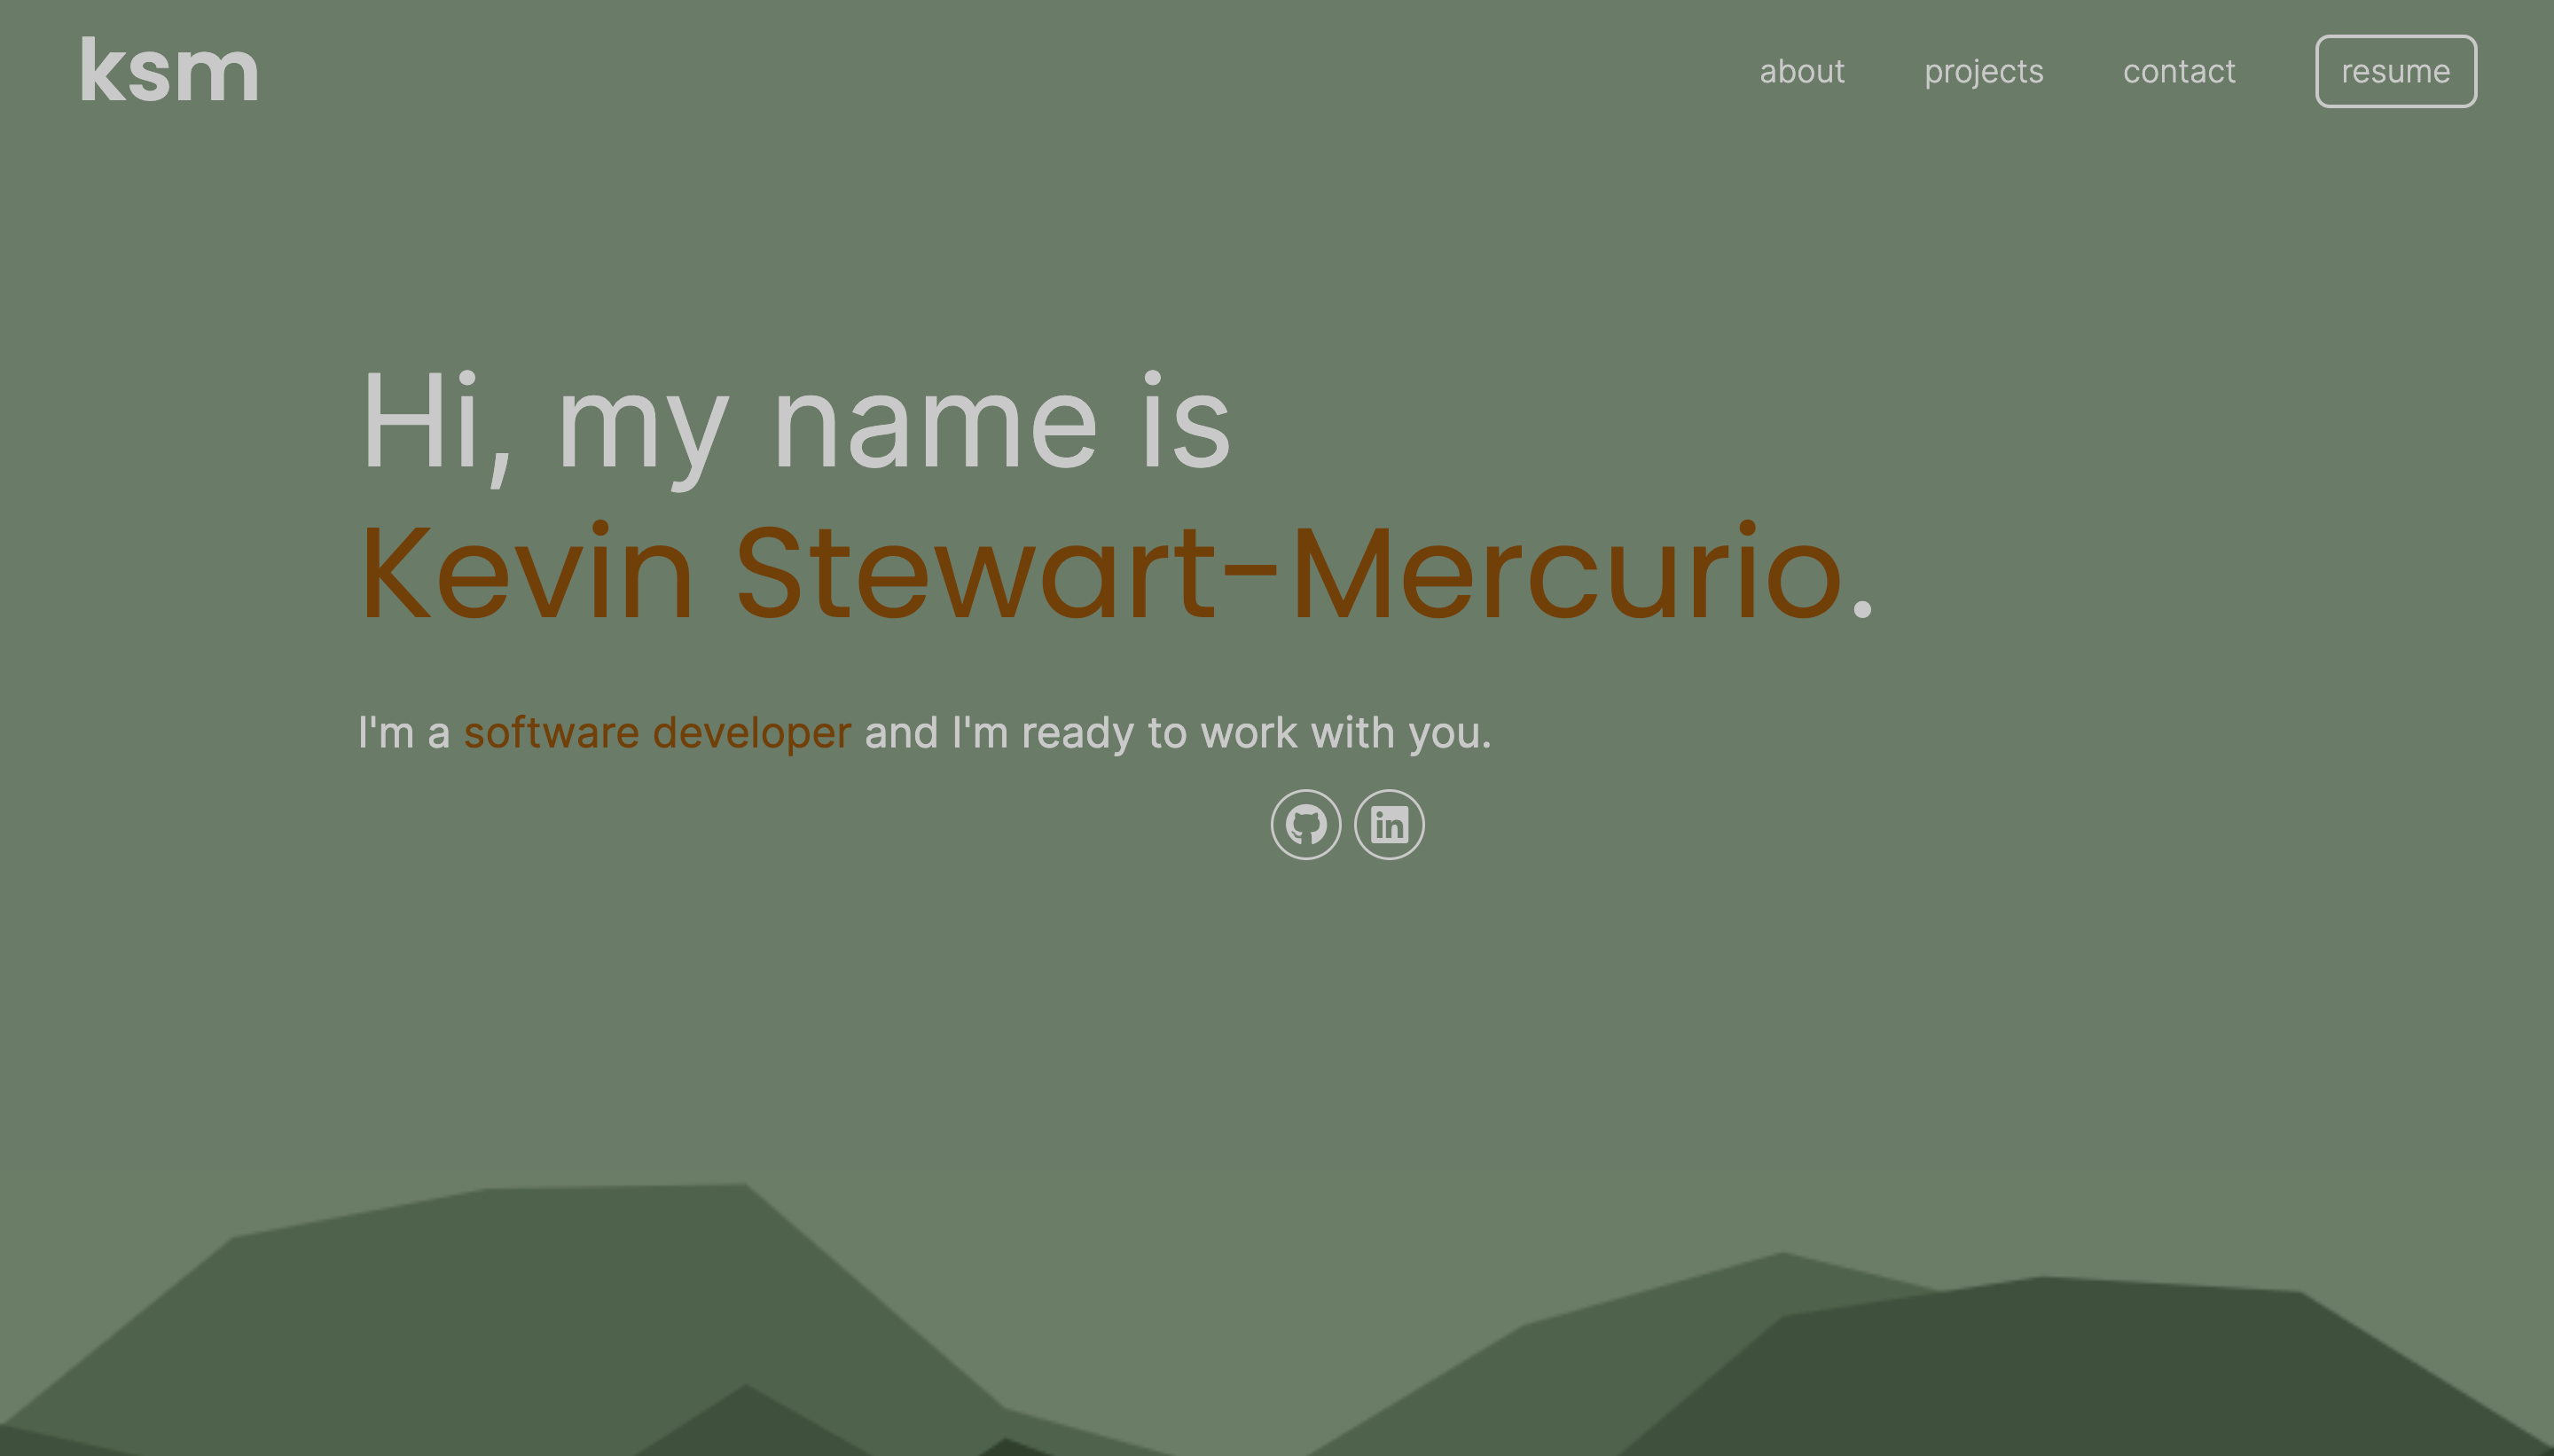 ksm
about projects contact resume
Hi, my name is
Kevin Stewart-Mercurio.
I'm a software developer and I'm ready to work with you.
in